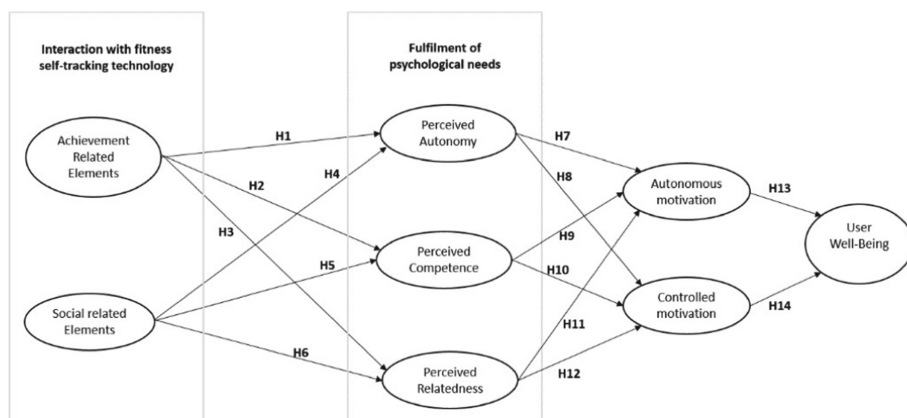 Interaction with fitness
self-tracking technology
Fulfilment of
psychological needs
Achievement
Related
Elements
Social related
Elements
H1
H2
H3
H4
H5
H6
Perceived
Autonomy
Perceived
Competence
Perceived
Relatedness
H7
H8
H9
H10
H11
H12
Autonomous
motivation
Controlled
motivation
H13
H14
User
Well-Being